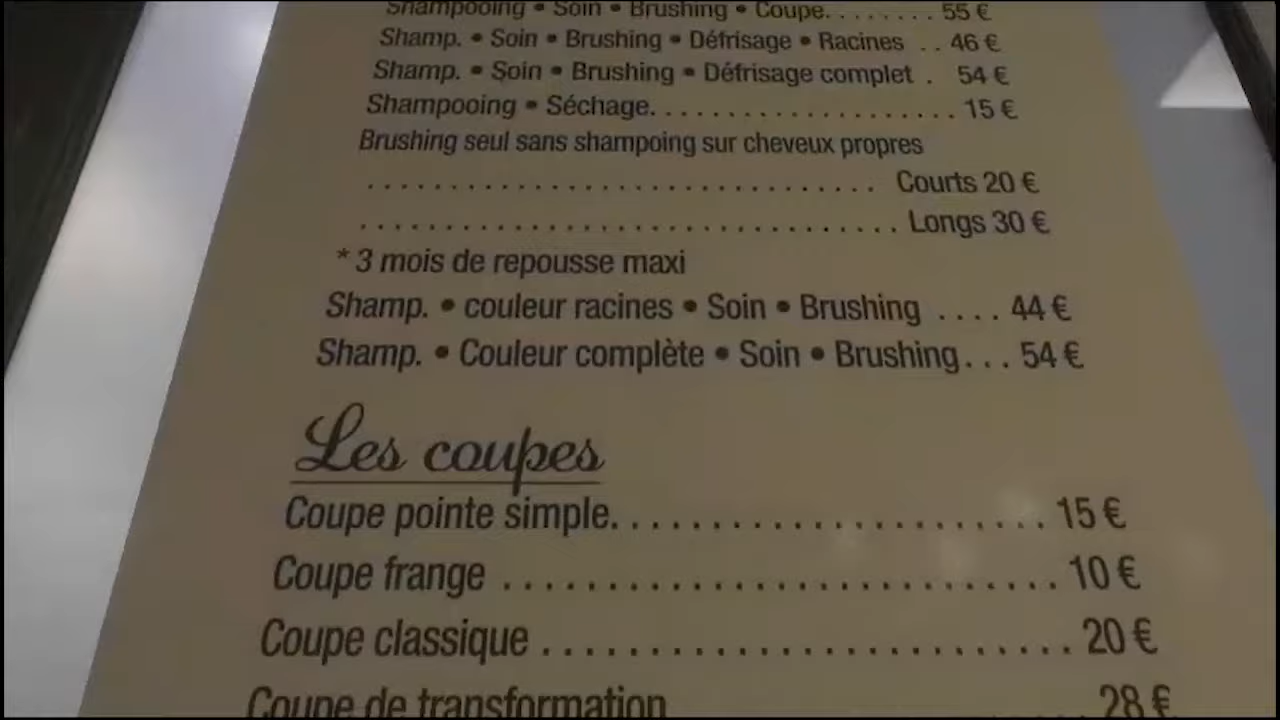 Shampooing • Soin • Brushing • Coupe. . . . . . . . 55 €
Shamp. • Soin • Brushing • Défrisage • Racines . . 46 €
Shamp. • Soin • Brushing • Défrisage complet . 54 €
Shampooing • Séchage. . . . . . . . . . . . . . . . . . . 15 €
Brushing seul sans shampoing sur cheveux propres
. . . . . . . . . . . . . . . . . . . . . . . . . . . . . . . Courts 20 €
. . . . . . . . . . . . . . . . . . . . . . . . . . . . . . . . Longs 30 €
* 3 mois de repousse maxi
Shamp. • couleur racines • Soin • Brushing . . . . 44 €
Shamp. • Couleur complète • Soin • Brushing. . . 54 €
Les coupes
Coupe pointe simple. . . . . . . . . . . . . . . . . . . . . . 15 €
Coupe frange . . . . . . . . . . . . . . . . . . . . . . . . . . . . 10 €
Coupe classique . . . . . . . . . . . . . . . . . . . . . . . . . . 20 €
Coupe de transformation 28 €